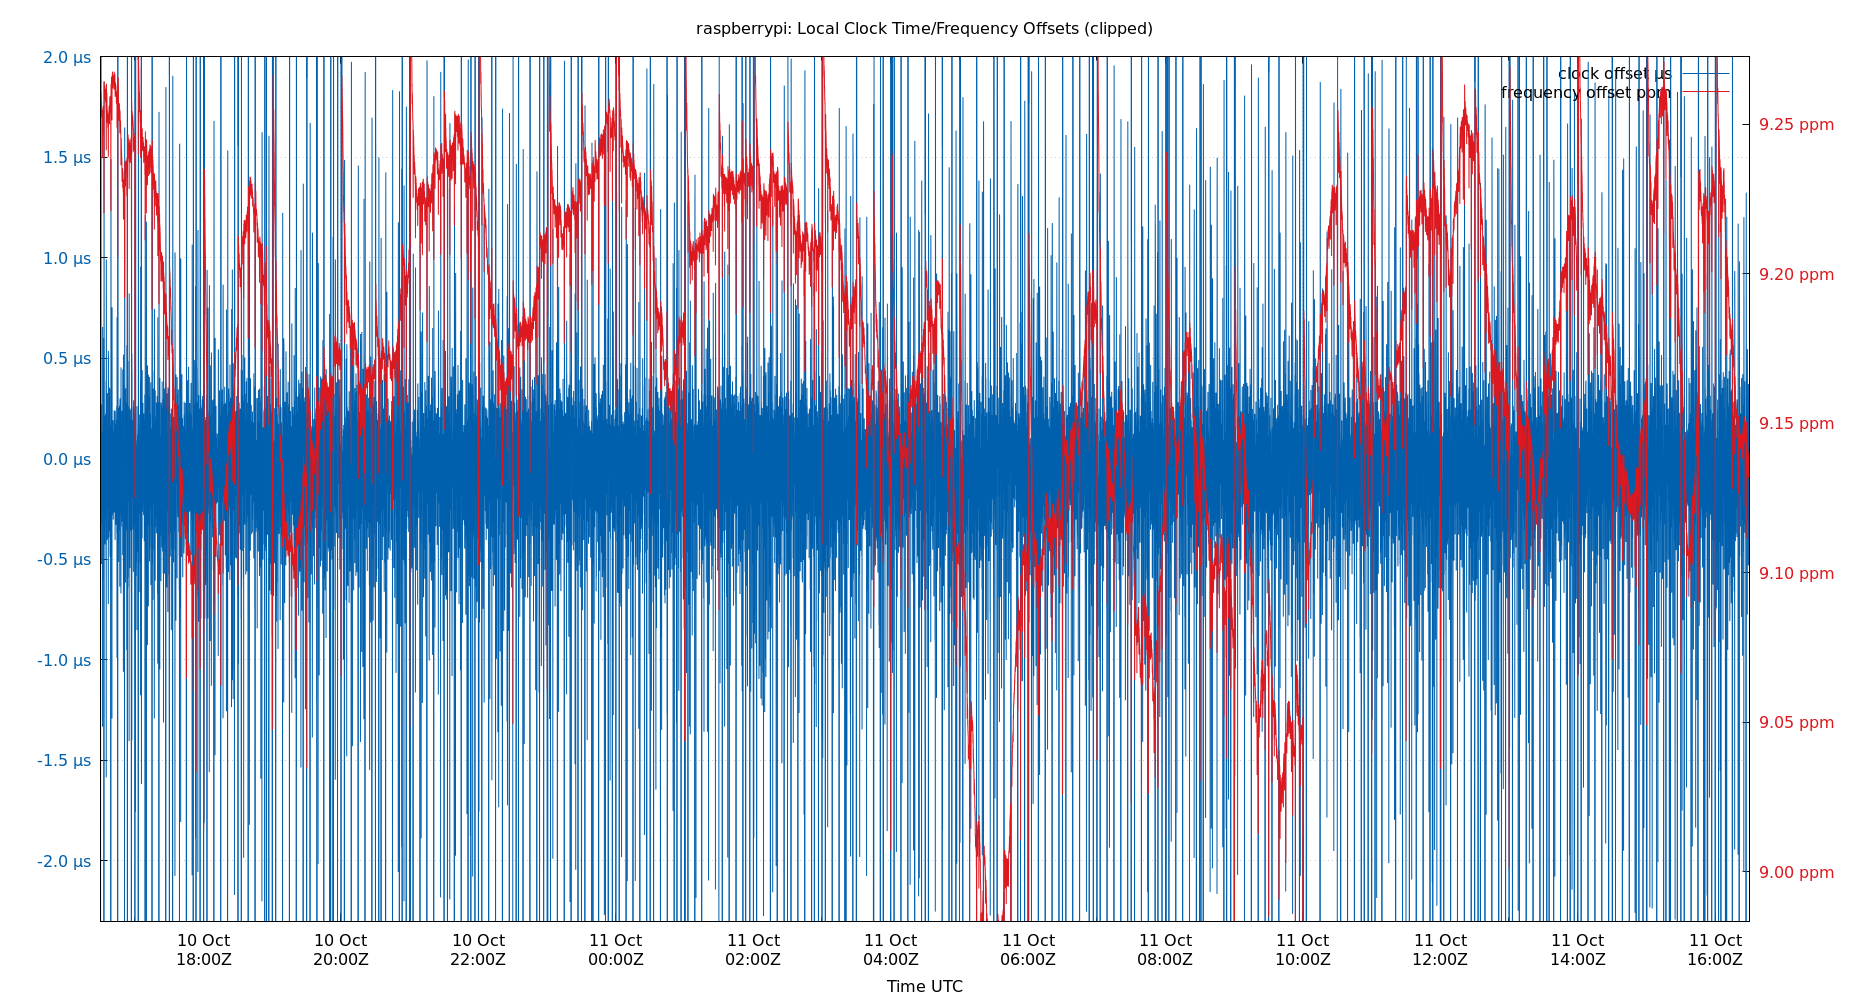 raspberrypi: Local Clock Time/Frequency Offsets (clipped)
clock offset µs
frequency offset ppm
2.0 µs
1.5 µs
1.0 µs
0.5 µs
0.0 µs
-0.5 µs
-1.0 µs
-1.5 µs
-2.0 µs
9.25 ppm
9.20 ppm
9.15 ppm
9.10 ppm
9.05 ppm
9.00 ppm
10 Oct 10 Oct 10 Oct 11 Oct 11 Oct 11 Oct 11 Oct 11 Oct 11 Oct 11 Oct 11 Oct 11 Oct
18:00Z 20:00Z 22:00Z 00:00Z 02:00Z 04:00Z 06:00Z 08:00Z 10:00Z 12:00Z 14:00Z 16:00Z
Time UTC